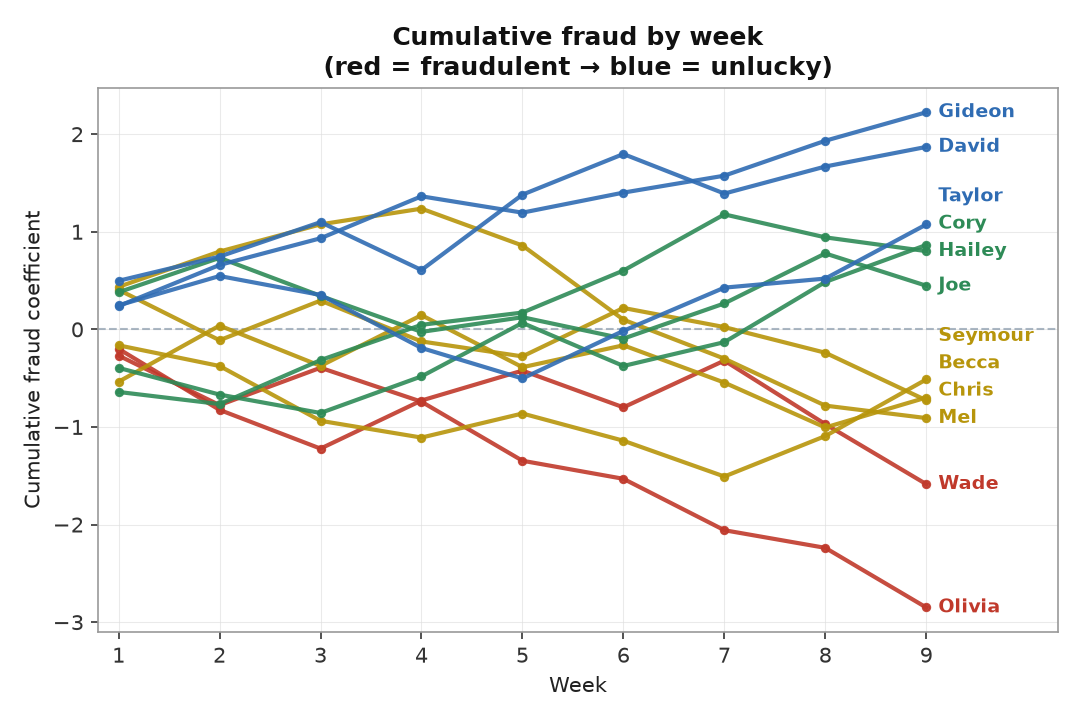 Cumulative fraud by week
(red = fraudulent → blue = unlucky)
Cumulative fraud coefficient
2
1
0
−1
−2
−3
Gideon
David
Taylor
Cory
Hailey
Joe
Seymour
Becca
Chris
Mel
Wade
Olivia
1 2 3 4 5 6 7 8 9
Week